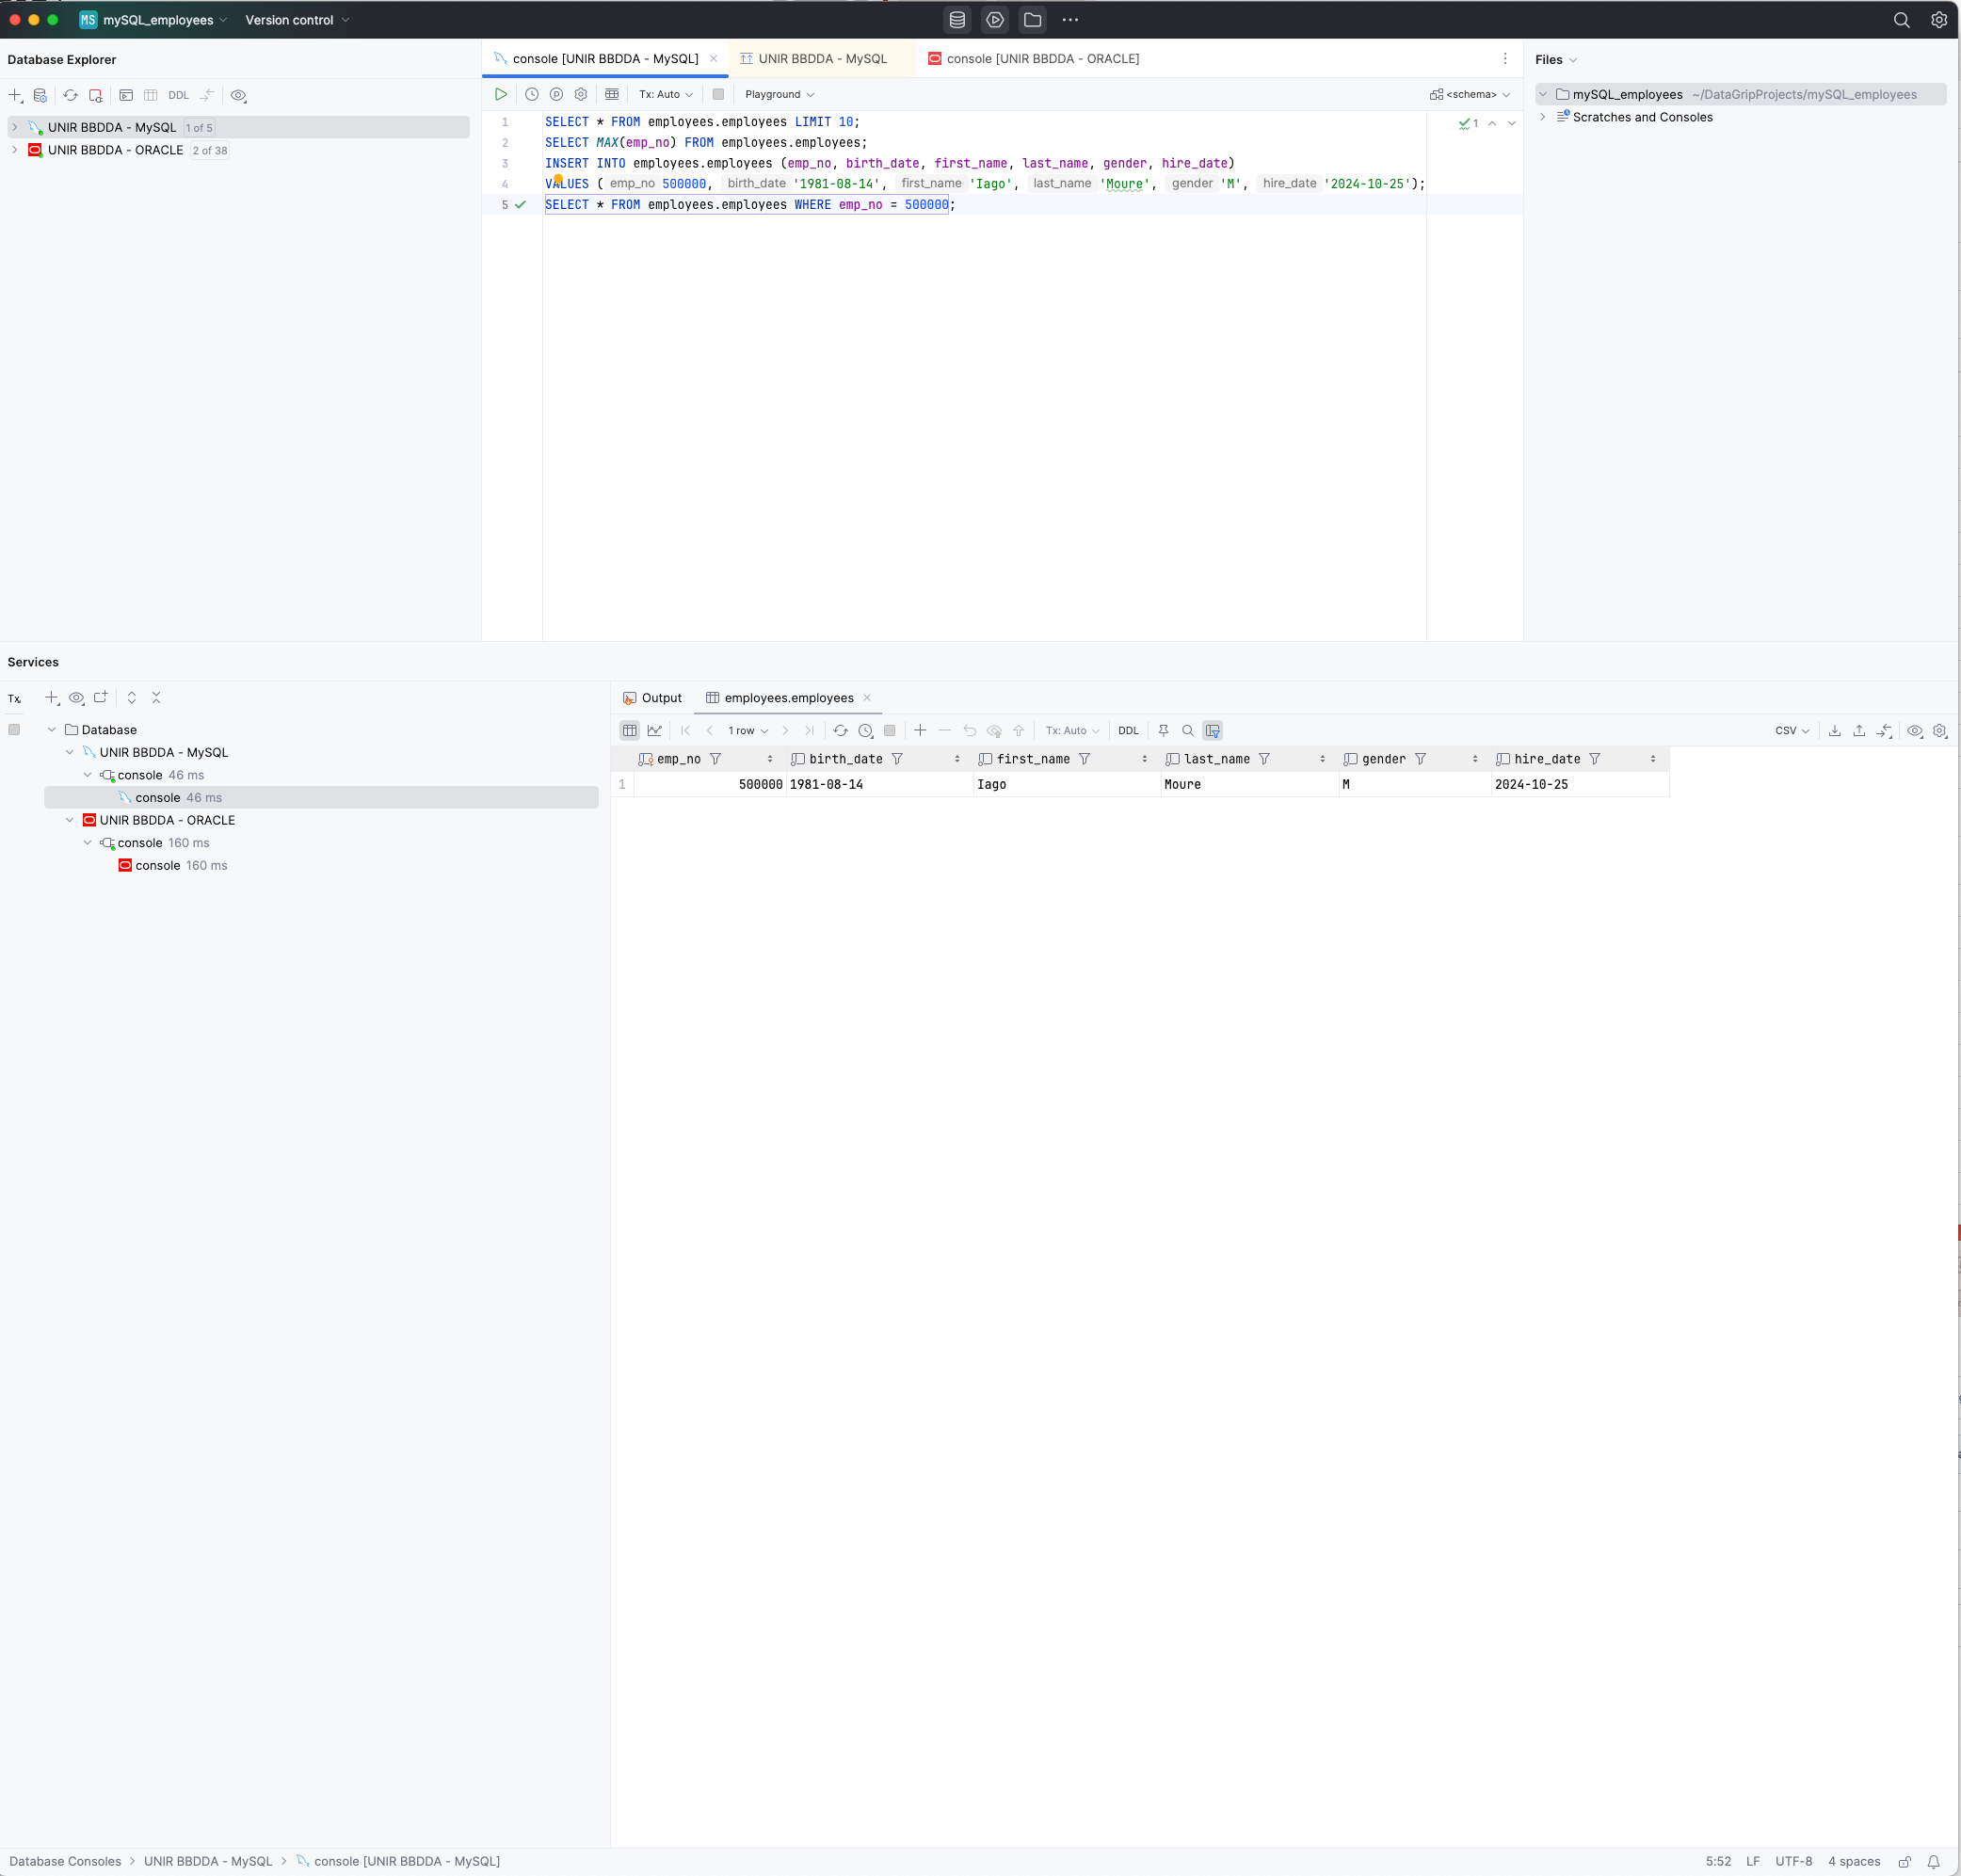 MS mySQL_employees Version control
Database Explorer
console [UNIR BBDDA - MySQL] UNIR BBDDA - MySQL console [UNIR BBDDA - ORACLE]
Files
DDL
Tx: Auto Playground <schema>
mySQL_employees ~/DataGripProjects/mySQL_employees
Scratches and Consoles
UNIR BBDDA - MySQL 1 of 5
UNIR BBDDA - ORACLE 2 of 38
1 SELECT * FROM employees.employees LIMIT 10;
1
2 SELECT MAX(emp_no) FROM employees.employees;
3 INSERT INTO employees.employees (emp_no, birth_date, first_name, last_name, gender, hire_date)
4 VALUES ( emp_no 500000, birth_date '1981-08-14', first_name 'Iago', last_name 'Moure', gender 'M', hire_date '2024-10-25');
5 SELECT * FROM employees.employees WHERE emp_no = 500000;
Services
Tx
Database
UNIR BBDDA - MySQL
console 46 ms
console 46 ms
UNIR BBDDA - ORACLE
console 160 ms
console 160 ms
Output employees.employees
1 row Tx: Auto DDL CSV
emp_no birth_date first_name last_name gender hire_date
1 500000 1981-08-14 Iago Moure M 2024-10-25
Database Consoles > UNIR BBDDA - MySQL > console [UNIR BBDDA - MySQL]
5:52 LF UTF-8 4 spaces